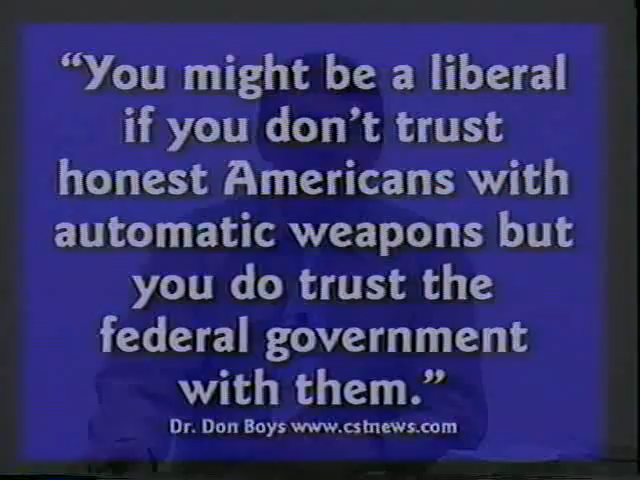 “You might be a liberal
if you don’t trust
honest Americans with
automatic weapons but
you do trust the
federal government
with them.”
Dr. Don Boys www.cstnews.com